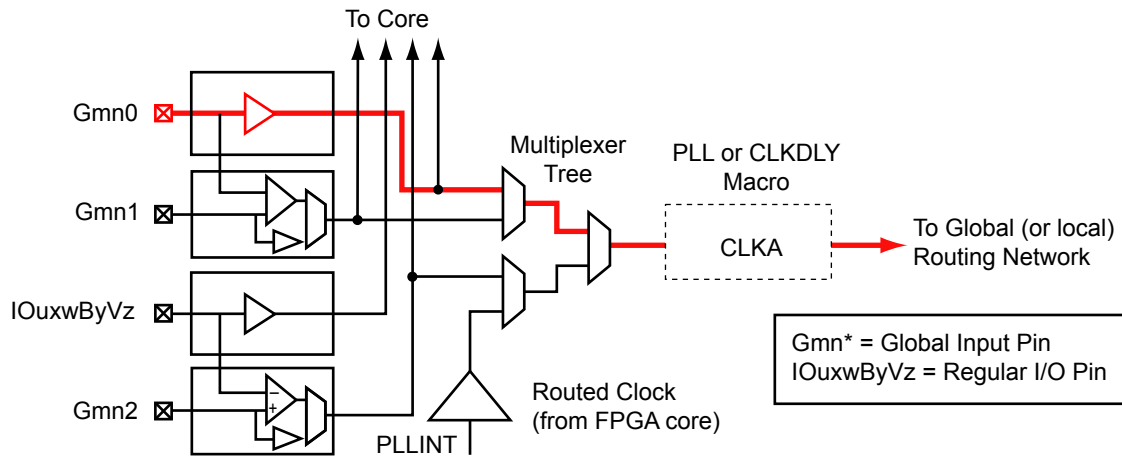 To Core
Gmn0
Multiplexer
Tree
PLL or CLKDLY
Macro
Gmn1
CLKA
To Global (or local)
Routing Network
IOuxwByVz
Gmn* = Global Input Pin
IOuxwByVz = Regular I/O Pin
−
+
Gmn2
Routed Clock
(from FPGA core)
PLLINT